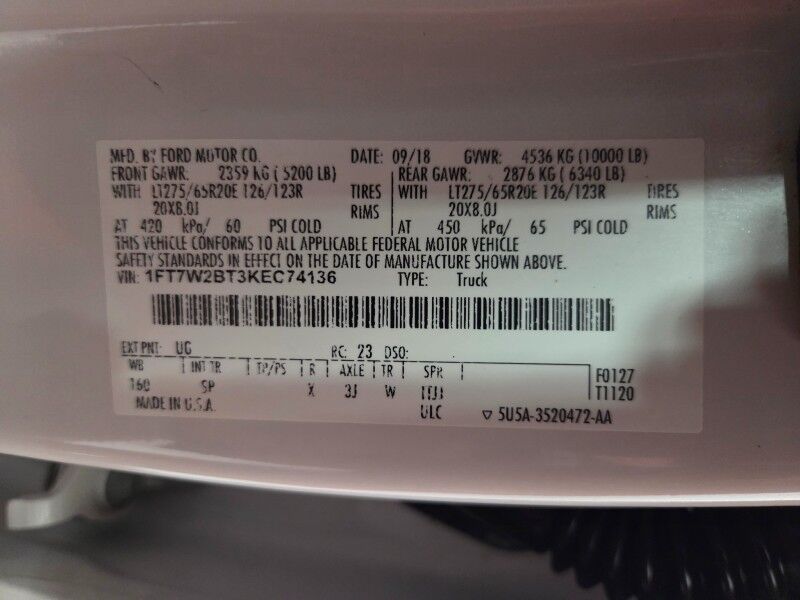 MFD. BY FORD MOTOR CO. DATE: 09/18 GVWR: 4536 KG (10000 LB)
FRONT GAWR: 2359 KG ( 5200 LB) REAR GAWR: 2876 KG ( 6340 LB)
WITH LT275/65R20E 126/123R TIRES WITH LT275/65R20E 126/123R TIRES
20X8.0J RIMS 20X8.0J RIMS
AT 420 kPa/ 60 PSI COLD AT 450 kPa/ 65 PSI COLD
THIS VEHICLE CONFORMS TO ALL APPLICABLE FEDERAL MOTOR VEHICLE
SAFETY STANDARDS IN EFFECT ON THE DATE OF MANUFACTURE SHOWN ABOVE.
VIN: 1FT7W2BT3KEC74136 TYPE: Truck
EXT PNT: UG RC: 23 DSO:
WB INT TR TP/PS R AXLE TR SPR F0127
160 SP X 3J W T1120
MADE IN U.S.A. ULC 5U5A-3520472-AA